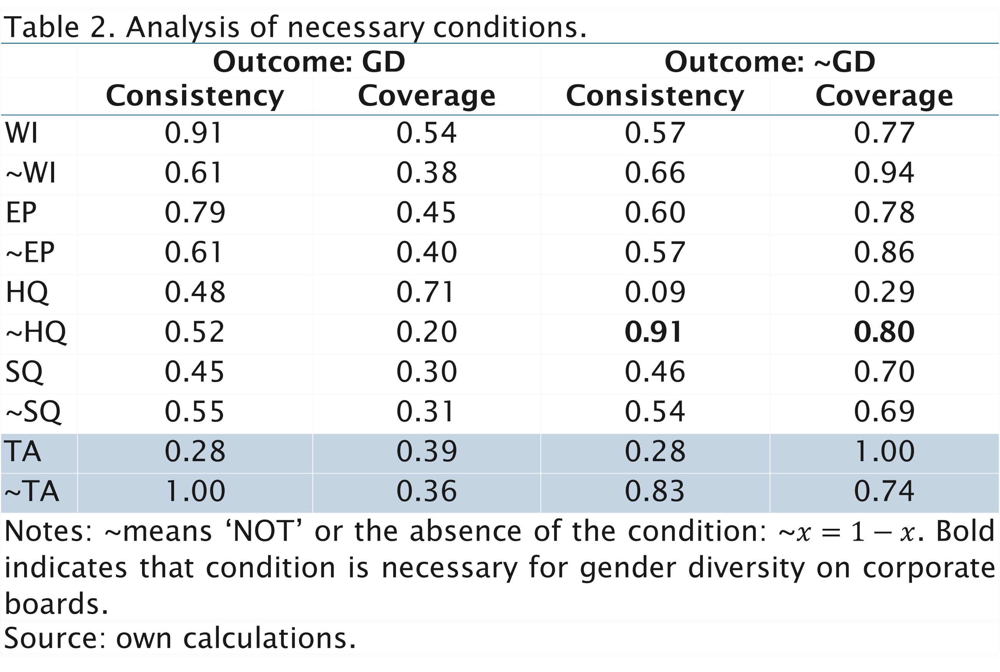 Table 2. Analysis of necessary conditions.
Outcome: GD Outcome: ~GD
Consistency Coverage Consistency Coverage
WI 0.91 0.54 0.57 0.77
~WI 0.61 0.38 0.66 0.94
EP 0.79 0.45 0.60 0.78
~EP 0.61 0.40 0.57 0.86
HQ 0.48 0.71 0.09 0.29
~HQ 0.52 0.20 0.91 0.80
SQ 0.45 0.30 0.46 0.70
~SQ 0.55 0.31 0.54 0.69
TA 0.28 0.39 0.28 1.00
~TA 1.00 0.36 0.83 0.74
Notes: ~means ‘NOT’ or the absence of the condition: ~x = 1 − x. Bold
indicates that condition is necessary for gender diversity on corporate
boards.
Source: own calculations.